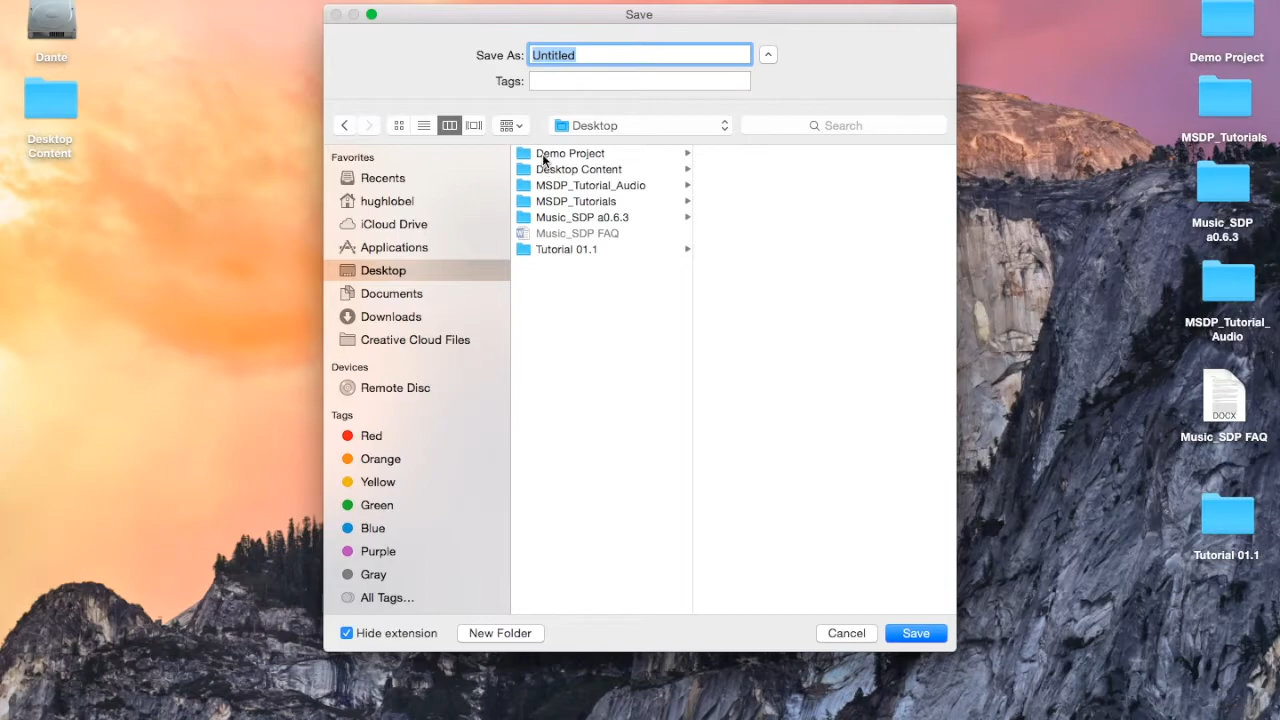 Save
Dante
Desktop
Content
Save As: Untitled
Tags:
Desktop
Search
Favorites
Recents
hughlobel
iCloud Drive
Applications
Desktop
Documents
Downloads
Creative Cloud Files
Devices
Remote Disc
Tags
Red
Orange
Yellow
Green
Blue
Purple
Gray
All Tags...
Demo Project
Desktop Content
MSDP_Tutorial_Audio
MSDP_Tutorials
Music_SDP a0.6.3
Music_SDP FAQ
Tutorial 01.1
Hide extension
New Folder
Cancel
Save
Demo Project
MSDP_Tutorials
Music_SDP
a0.6.3
MSDP_Tutorial_
Audio
DOCX
Music_SDP FAQ
Tutorial 01.1